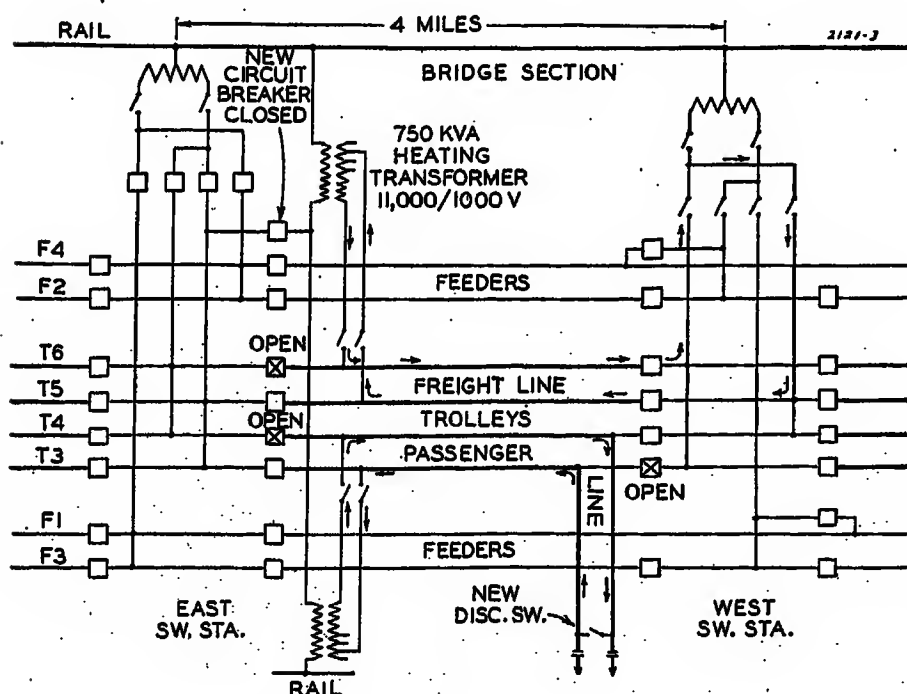 RAIL
4 MILES
2121-3
NEW
CIRCUIT
BREAKER
CLOSED
BRIDGE SECTION
750 KVA
HEATING
TRANSFORMER
11,000/1000 V
F4
F2
FEEDERS
T6
OPEN
T5
FREIGHT LINE
OPEN
T4
TROLLEYS
T3
PASSENGER
LINE
OPEN
F1
F3
FEEDERS
EAST
SW. STA.
NEW
DISC. SW.
WEST
SW. STA.
RAIL